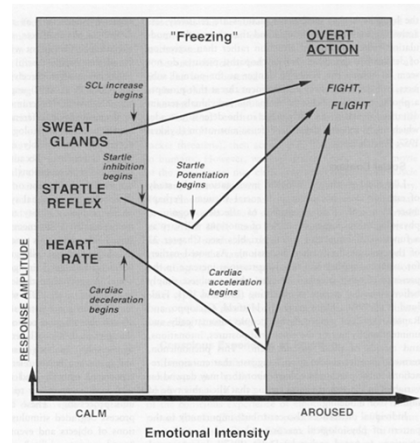 "Freezing"
OVERT
ACTION
SCL increase
begins
FIGHT,
FLIGHT
SWEAT
GLANDS
Startle
inhibition
begins
Startle
Potentiation
begins
STARTLE
REFLEX
HEART
RATE
Cardiac
deceleration
begins
Cardiac
acceleration
begins
RESPONSE AMPLITUDE
CALM
AROUSED
Emotional Intensity